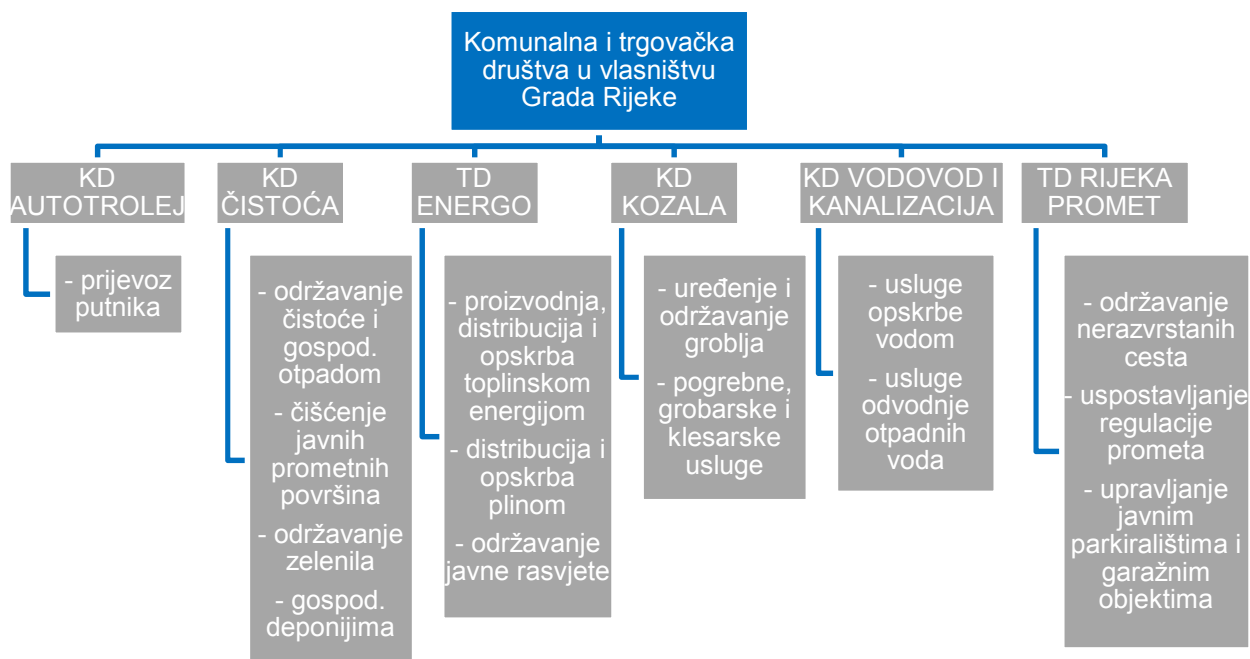 Komunalna i trgovačka
društva u vlasništvu
Grada Rijeke
KD
AUTOTROLEJ
- prijevoz
putnika
KD
ČISTOĆA
- održavanje
čistoće i
gospod.
otpadom
- čišćenje
javnih
prometnih
površina
- održavanje
zelenila
- gospod.
deponijima
TD
ENERGO
- proizvodnja,
distribucija i
opskrba
toplinskom
energijom
- distribucija i
opskrba
plinom
- održavanje
javne rasvjete
KD
KOZALA
- uređenje i
održavanje
groblja
- pogrebne,
grobarske i
klesarske
usluge
KD VODOVOD I
KANALIZACIJA
- usluge
opskrbe
vodom
- usluge
odvodnje
otpadnih
voda
TD RIJEKA
PROMET
- održavanje
nerazvrstanih
cesta
- uspostavljanje
regulacije
prometa
- upravljanje
javnim
parkiralištima i
garažnim
objektima